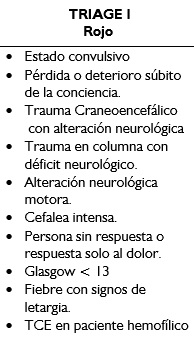 TRIAGE I
Rojo
• Estado convulsivo
• Pérdida o deterioro súbito
de la conciencia.
• Trauma Craneoencefálico
con alteración neurológica
• Trauma en columna con
déficit neurológico.
• Alteración neurológica
motora.
• Cefalea intensa.
• Persona sin respuesta o
respuesta solo al dolor.
• Glasgow < 13
• Fiebre con signos de
letargia.
• TCE en paciente hemofílico